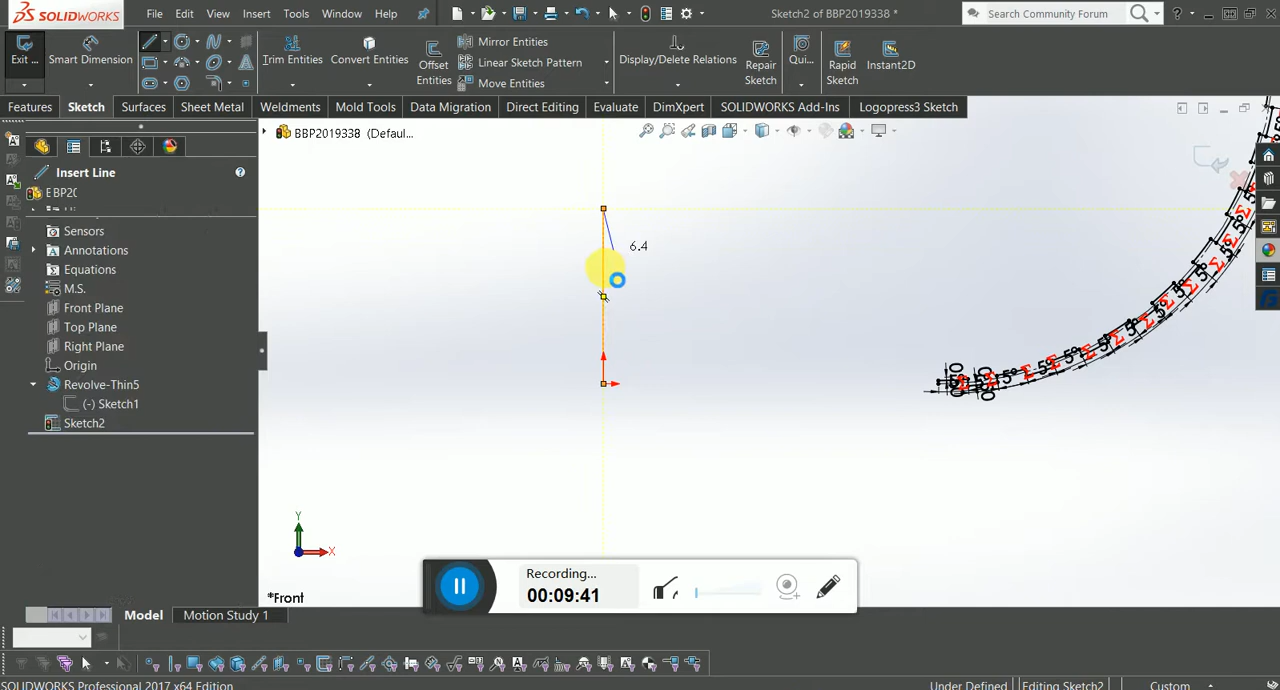 SOLIDWORKS
File Edit View Insert Tools Window Help
Sketch2 of BBP2019338 *
Search Community Forum
Exit ...
Smart Dimension
Trim Entities
Convert Entities
Offset Entities
Mirror Entities
Linear Sketch Pattern
Move Entities
Display/Delete Relations
Repair Sketch
Qui...
Rapid Sketch
Instant2D
Features Sketch Surfaces Sheet Metal Weldments Mold Tools Data Migration Direct Editing Evaluate DimXpert SOLIDWORKS Add-Ins Logopress3 Sketch
BBP2019338 (Defaul...
Insert Line
Sensors
Annotations
Equations
M.S.
Front Plane
Top Plane
Right Plane
Origin
Revolve-Thin5
(-) Sketch1
Sketch2
6.4
Y
X
*Front
Recording...
00:09:41
Model Motion Study 1
SOLIDWORKS Professional 2017 x64 Edition
Under Defined
Editing Sketch2
Custom